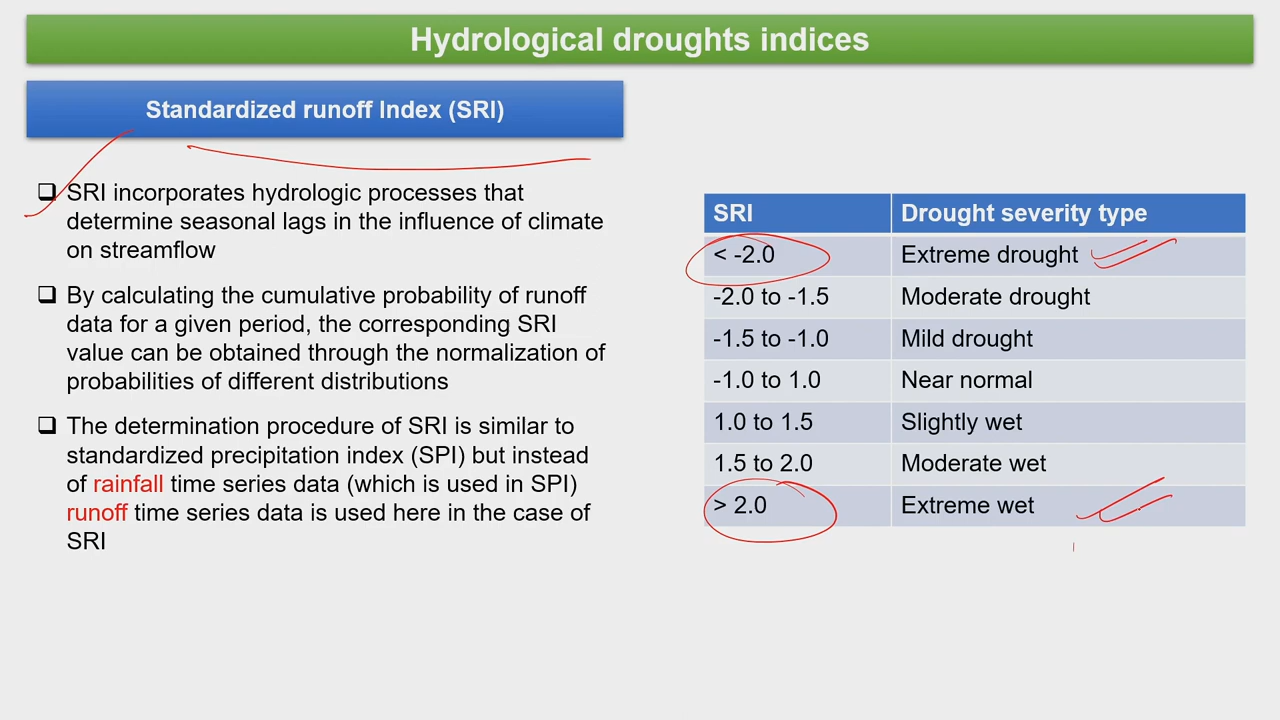 Hydrological droughts indices
Standardized runoff Index (SRI)
❑ SRI incorporates hydrologic processes that
determine seasonal lags in the influence of climate
on streamflow
❑ By calculating the cumulative probability of runoff
data for a given period, the corresponding SRI
value can be obtained through the normalization of
probabilities of different distributions
❑ The determination procedure of SRI is similar to
standardized precipitation index (SPI) but instead
of rainfall time series data (which is used in SPI)
runoff time series data is used here in the case of
SRI
SRI Drought severity type
< -2.0 Extreme drought
-2.0 to -1.5 Moderate drought
-1.5 to -1.0 Mild drought
-1.0 to 1.0 Near normal
1.0 to 1.5 Slightly wet
1.5 to 2.0 Moderate wet
> 2.0 Extreme wet